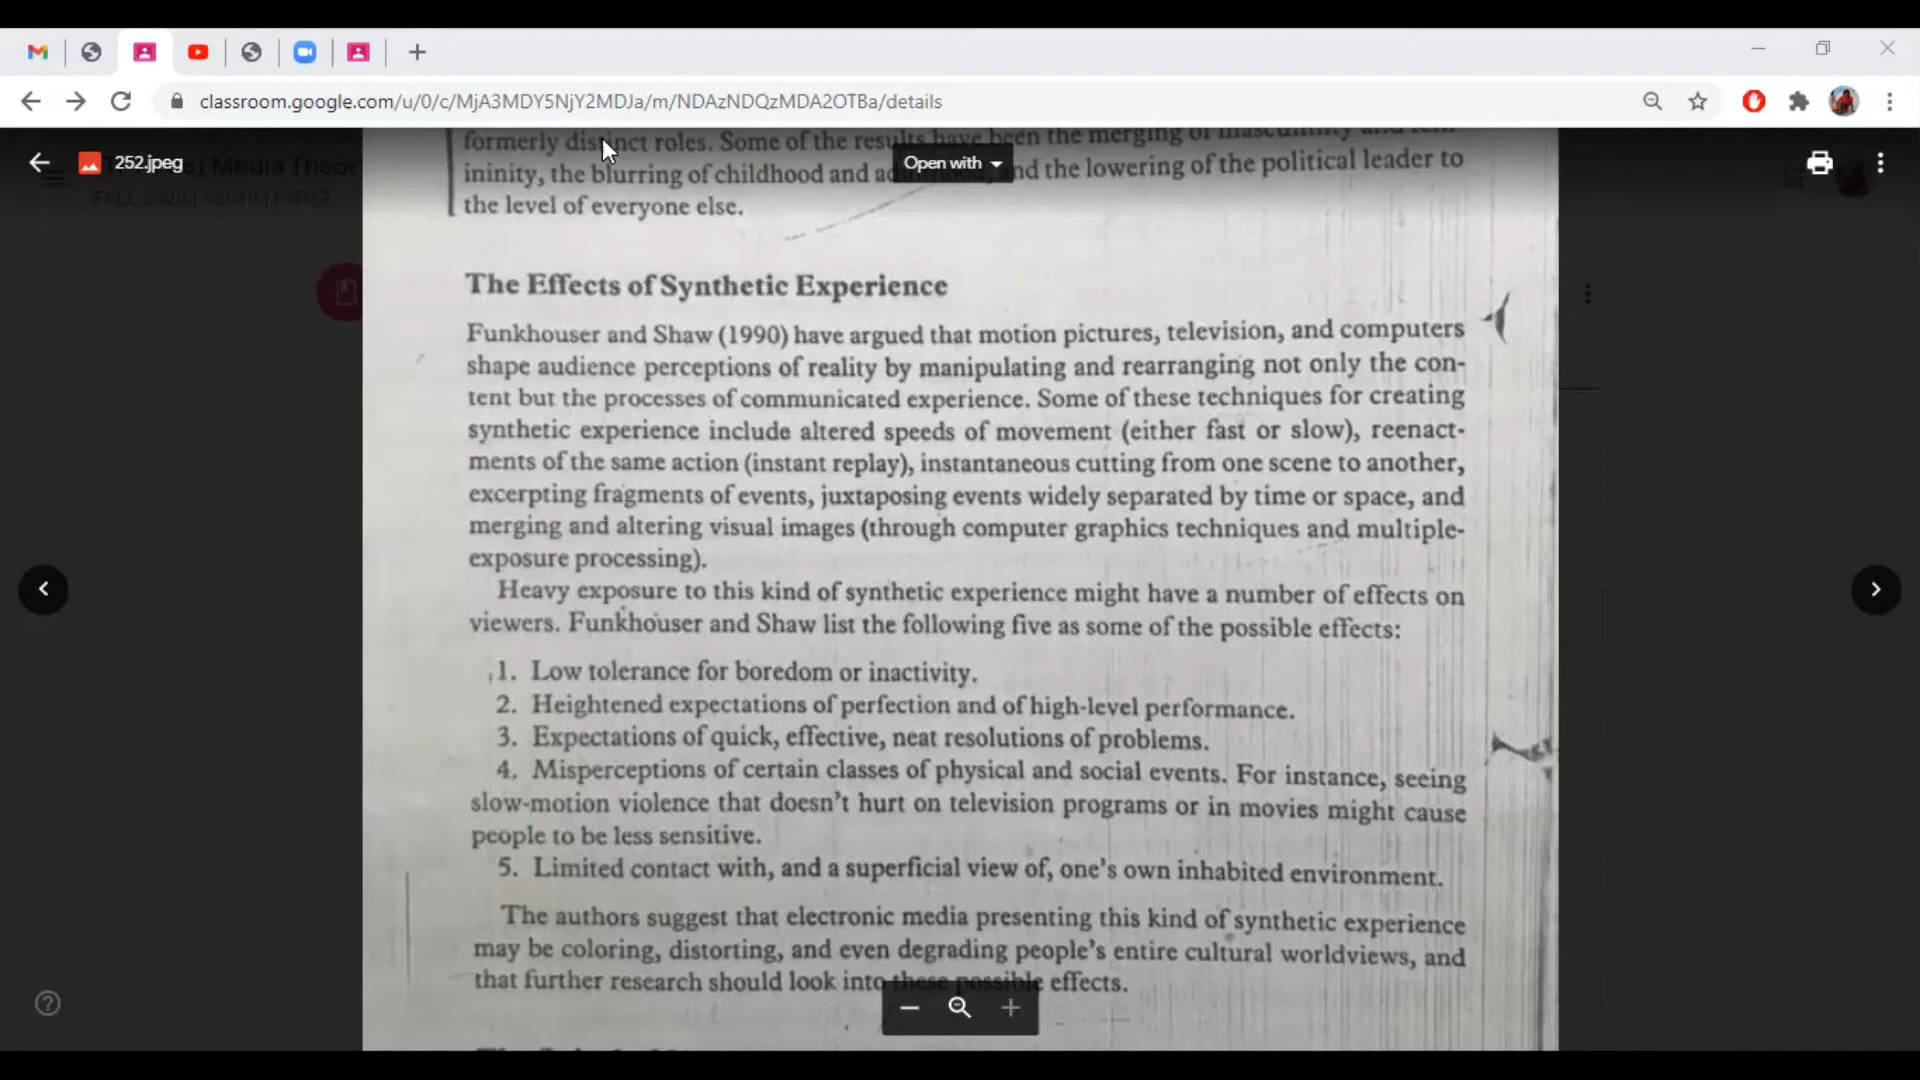 classroom.google.com/u/0/c/MjA3MDY5NjY2MDJa/m/NDAzNDQzMDA2OTBa/details
252.jpeg
Media Theor
FALL 2020 | S2019 | F2019
Open with
formerly distinct roles. Some of the results have been the merging of masculinity and
ininity, the blurring of childhood and and the lowering of the political leader to
the level of everyone else.
The Effects of Synthetic Experience
Funkhouser and Shaw (1990) have argued that motion pictures, television, and computers
shape audience perceptions of reality by manipulating and rearranging not only the con-
tent but the processes of communicated experience. Some of these techniques for creating
synthetic experience include altered speeds of movement (either fast or slow), reenact-
ments of the same action (instant replay), instantaneous cutting from one scene to another,
excerpting fragments of events, juxtaposing events widely separated by time or space, and
merging and altering visual images (through computer graphics techniques and multiple-
exposure processing).
Heavy exposure to this kind of synthetic experience might have a number of effects on
viewers. Funkhouser and Shaw list the following five as some of the possible effects:
1. Low tolerance for boredom or inactivity.
2. Heightened expectations of perfection and of high-level performance.
3. Expectations of quick, effective, neat resolutions of problems.
4. Misperceptions of certain classes of physical and social events. For instance, seeing
slow-motion violence that doesn't hurt on television programs or in movies might cause
people to be less sensitive.
5. Limited contact with, and a superficial view of, one's own inhabited environment.
The authors suggest that electronic media presenting this kind of synthetic experience
may be coloring, distorting, and even degrading people's entire cultural worldviews, and
that further research should look into these possible effects.